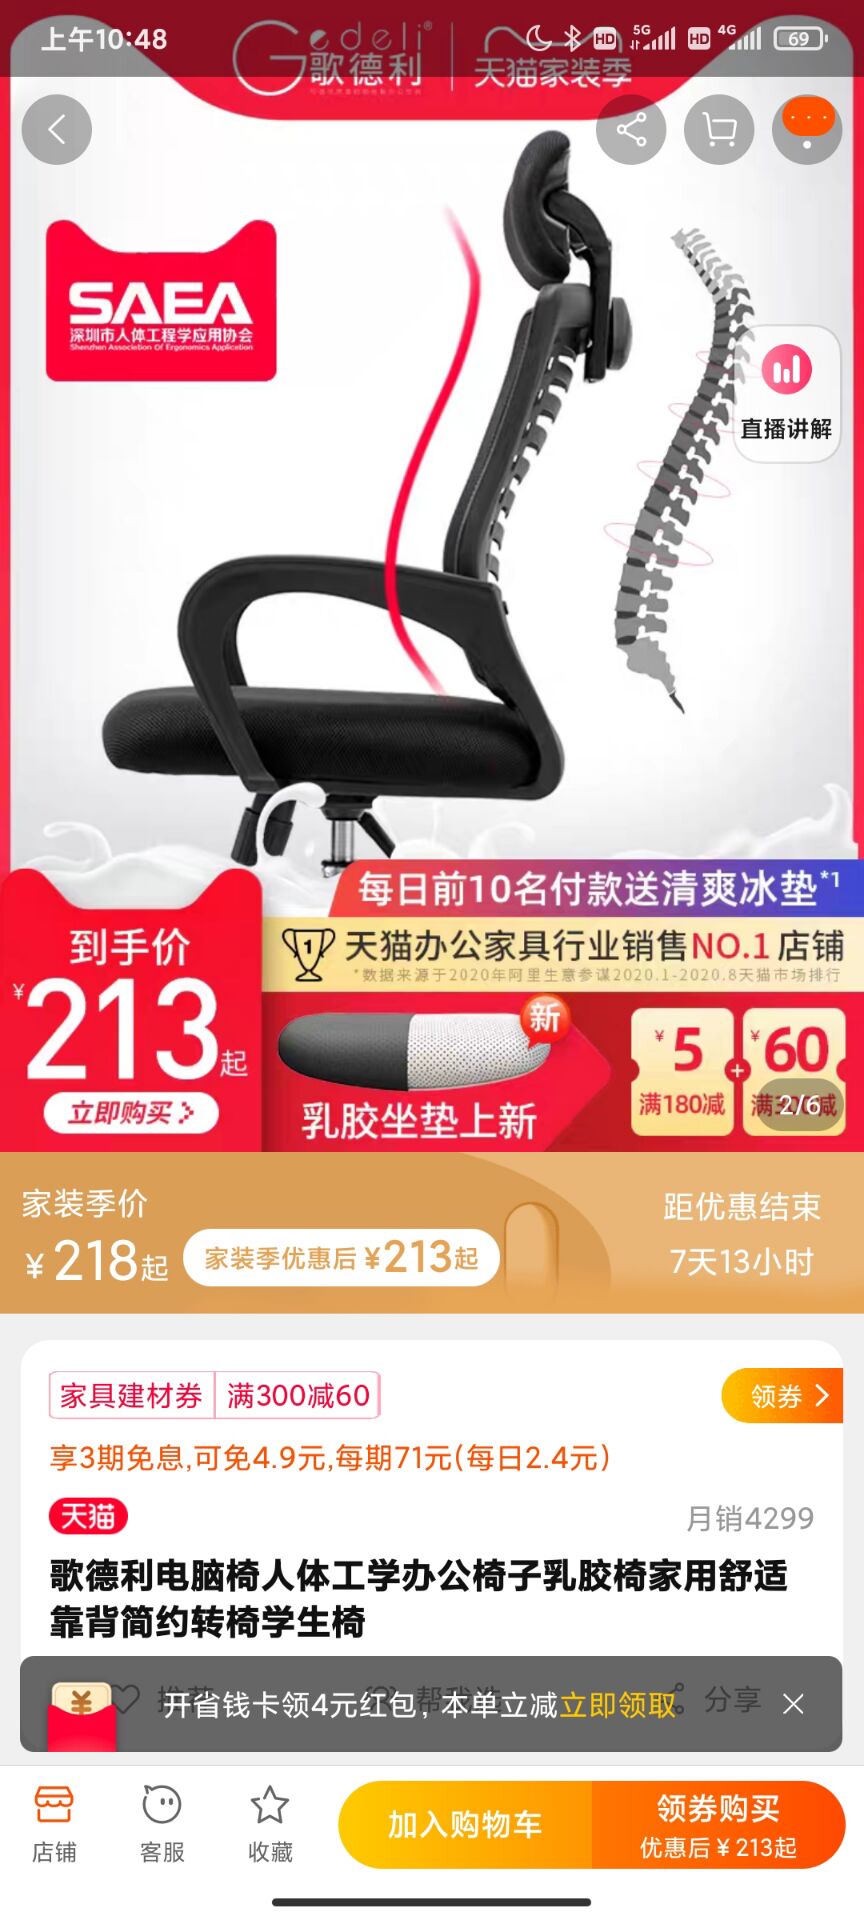 上午10:48
HD
5G
HD
4G
69
Gedeli®
歌德利
天猫家装季
SAEA
深圳市人体工程学应用协会
Shenzhen Association Of Ergonomics Application
直播讲解
每日前10名付款送清爽冰垫*1
天猫办公家具行业销售NO.1店铺
*数据来源于2020年阿里生意参谋2020.1-2020.8天猫市场排行
到手价
¥213起
立即购买
新
乳胶坐垫上新
¥5
满180减
+
¥60
2/6
家装季价
¥218起
家装季优惠后¥213起
距优惠结束
7天13小时
家具建材券 满300减60
领券
享3期免息,可免4.9元,每期71元(每日2.4元)
天猫
月销4299
歌德利电脑椅人体工学办公椅子乳胶椅家用舒适
靠背简约转椅学生椅
开省钱卡领4元红包，本单立减立即领取
分享
店铺
客服
收藏
加入购物车
领券购买
优惠后¥213起